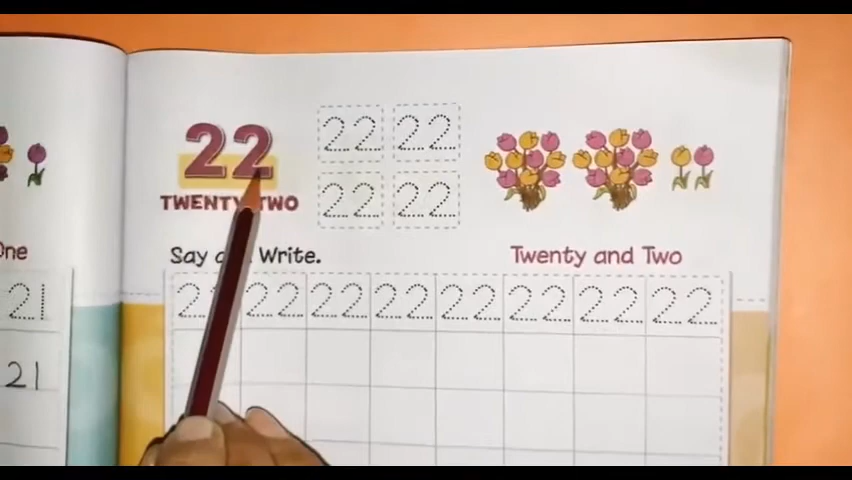 22
TWENTY TWO
22 22
22 22
One
Say and Write.
Twenty and Two
21
22 22 22 22 22 22 22 22
21